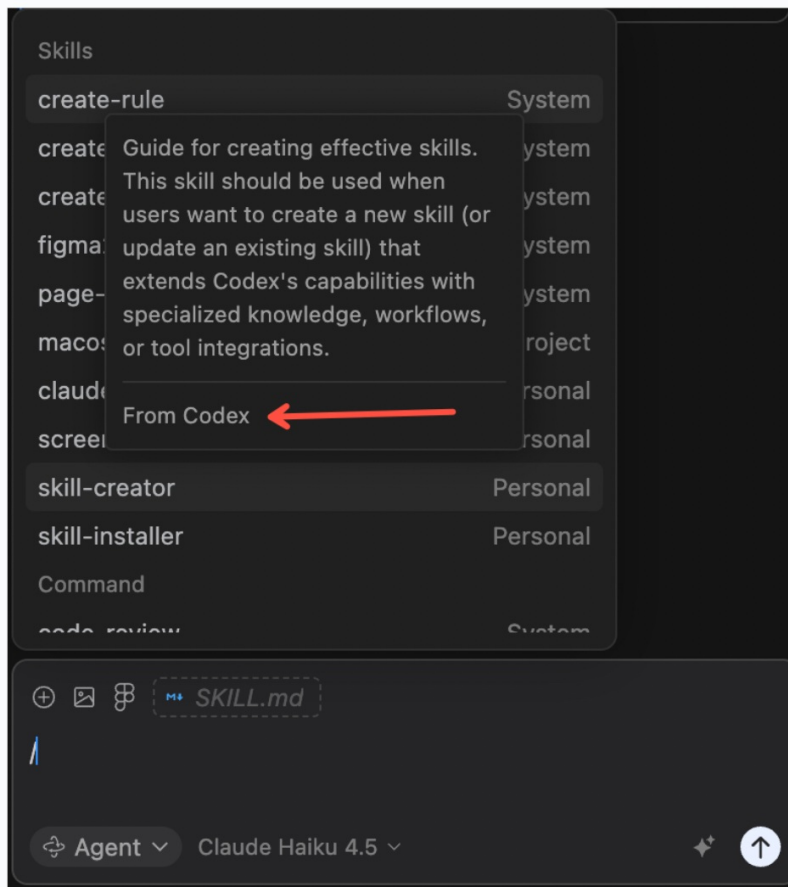 Skills
create-rule System
create ystem
Guide for creating effective skills.
This skill should be used when
users want to create a new skill (or
update an existing skill) that
extends Codex's capabilities with
specialized knowledge, workflows,
or tool integrations.
From Codex
create ystem
figma ystem
page- ystem
macos roject
claude rsonal
screen rsonal
skill-creator Personal
skill-installer Personal
Command
code_review System
M↓ SKILL.md
/
Agent Claude Haiku 4.5